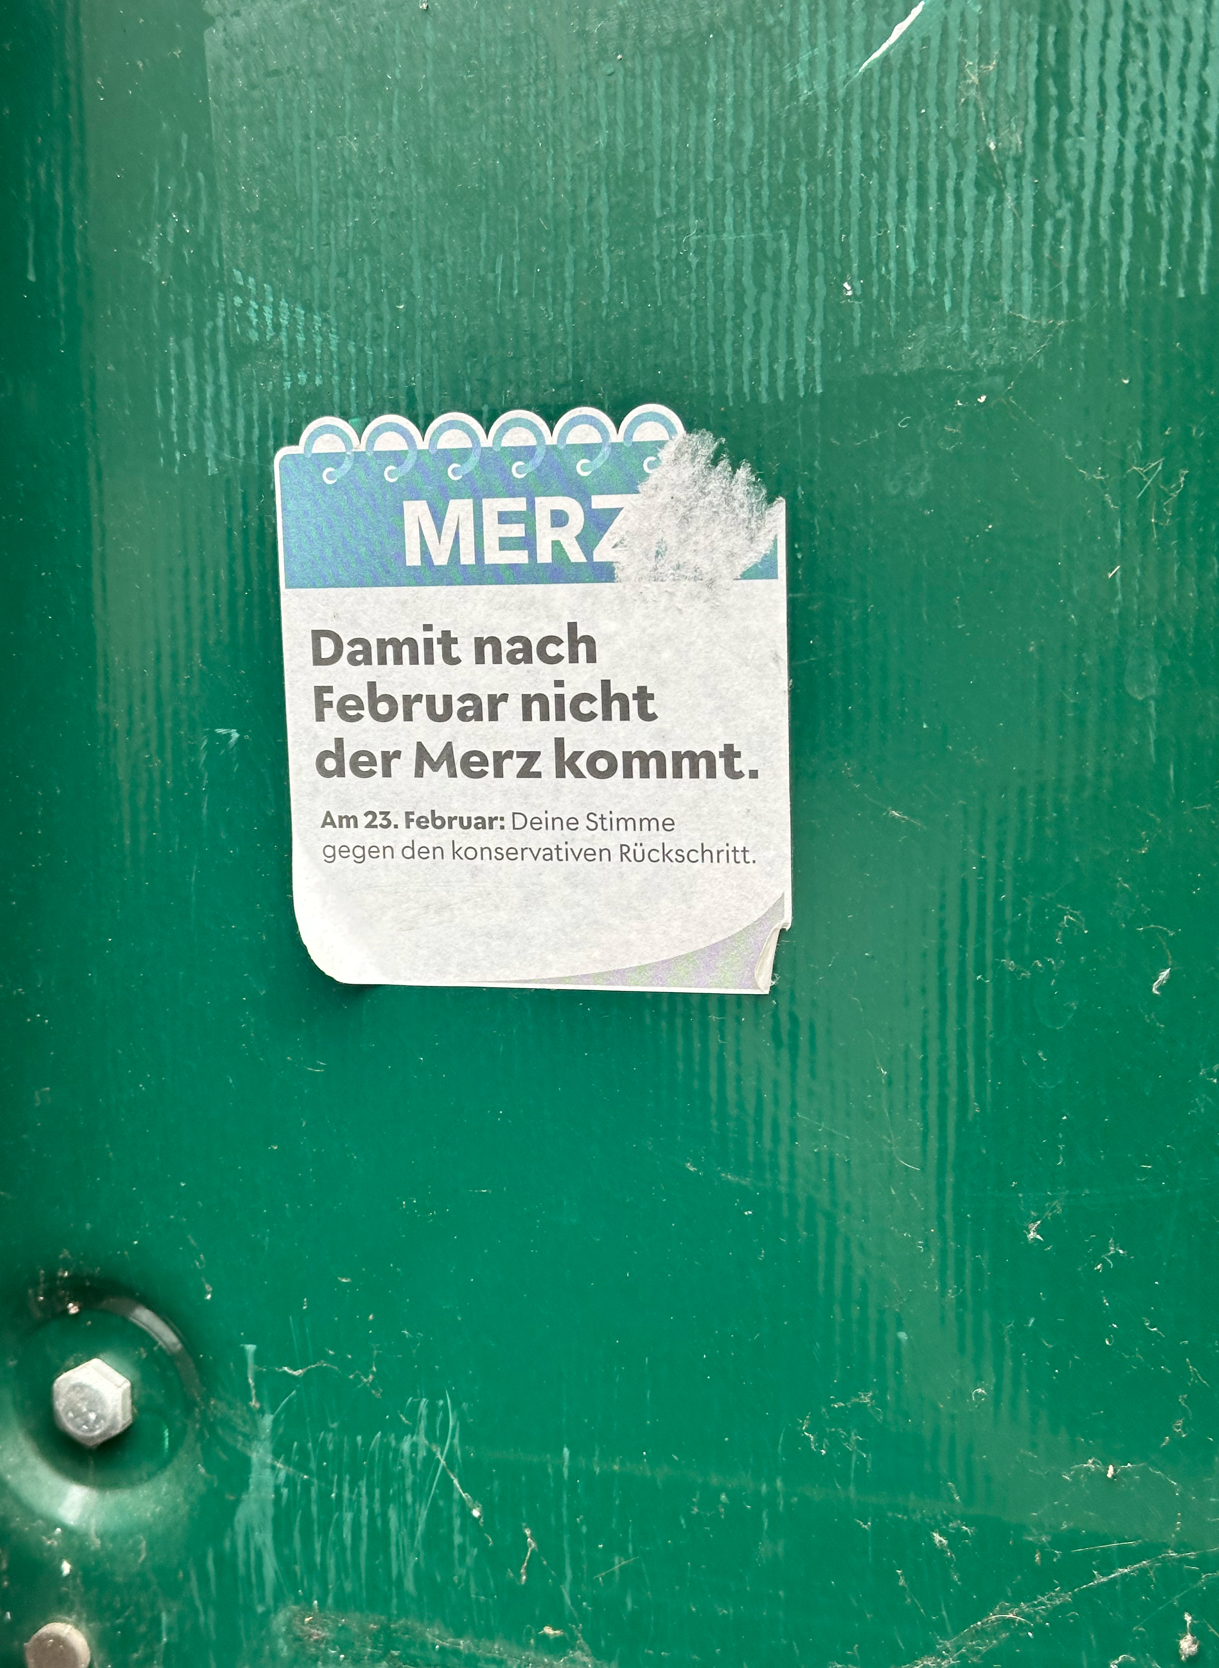 MERZ
Damit nach
Februar nicht
der Merz kommt.
Am 23. Februar: Deine Stimme
gegen den konservativen Rückschritt.